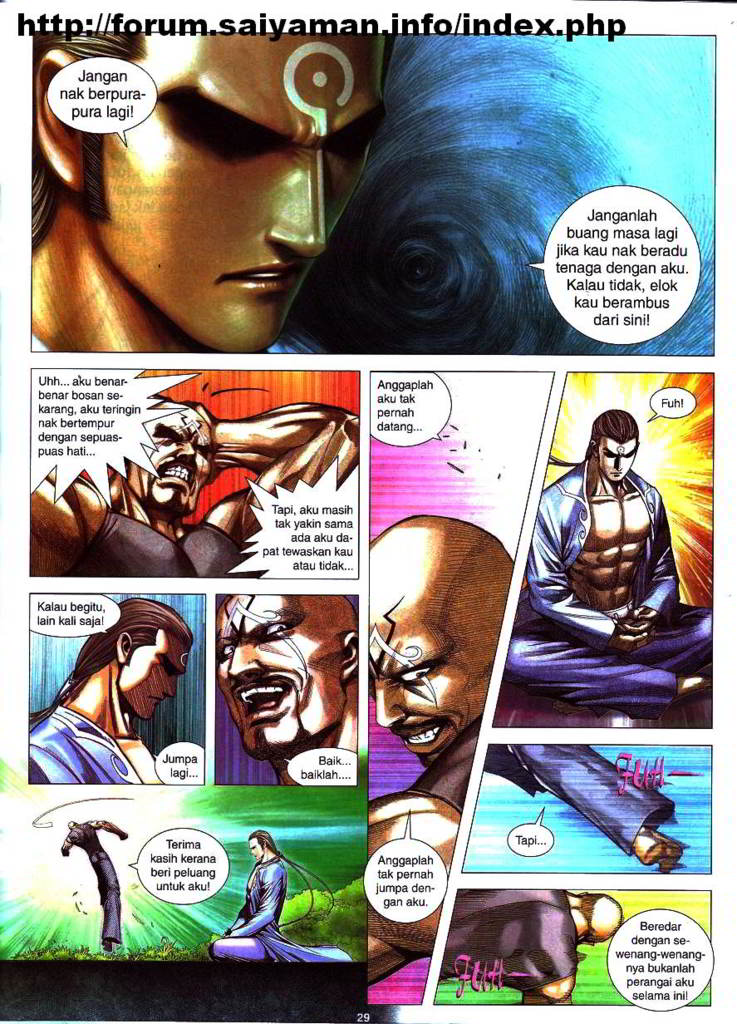 http://forum.saiyaman.info/index.php
Jangan
nak berpura-
pura lagi!
Janganlah
buang masa lagi
jika kau nak beradu
tenaga dengan aku.
Kalau tidak, elok
kau berambus
dari sini!
Uhh... aku benar-
benar bosan se-
karang, aku teringin
nak bertempur
dengan sepuas-
puas hati...
Tapi, aku masih
tak yakin sama
ada aku da-
pat tewaskan kau
atau tidak...
Kalau begitu,
lain kali saja!
Jumpa
lagi...
Baik...
baiklah....
Terima
kasih kerana
beri peluang
untuk aku!
Anggaplah
aku tak
pernah
datang...
Anggaplah
tak pernah
jumpa den-
gan aku.
Fuh!
FUH
Tapi...
FUH
Beredar
dengan se-
wenang-wenang-
nya bukanlah
perangai aku
selama ini!
29